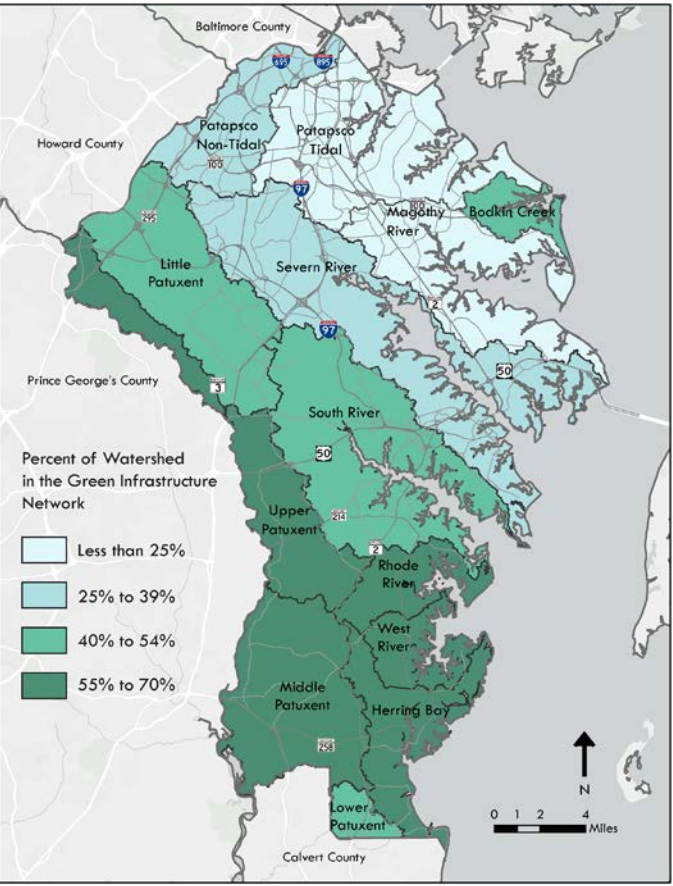 Baltimore County
695
895
Howard County
Patapsco
Non-Tidal
Patapsco
Tidal
100
97
100
Magothy
River
Bodkin Creek
295
Little
Patuxent
Severn River
2
97
50
Prince George's County
3
South River
50
Percent of Watershed
in the Green Infrastructure
Network
Less than 25%
25% to 39%
40% to 54%
55% to 70%
Upper
Patuxent
214
2
Rhode
River
West
River
Middle
Patuxent
Herring Bay
258
N
0 1 2 4
Miles
Lower
Patuxent
Calvert County